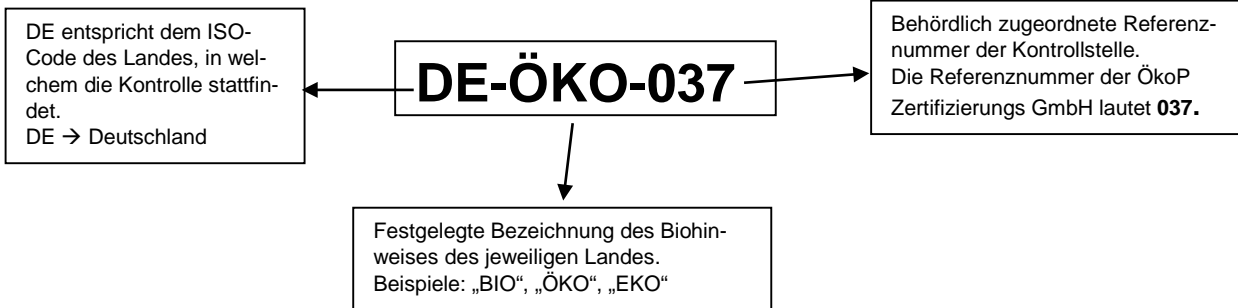 DE entspricht dem ISO-
Code des Landes, in wel-
chem die Kontrolle stattfin-
det.
DE → Deutschland
DE-ÖKO-037
Behördlich zugeordnete Referenz-
nummer der Kontrollstelle.
Die Referenznummer der ÖkoP
Zertifizierungs GmbH lautet 037.
Festgelegte Bezeichnung des Biohin-
weises des jeweiligen Landes.
Beispiele: „BIO“, „ÖKO“, „EKO“